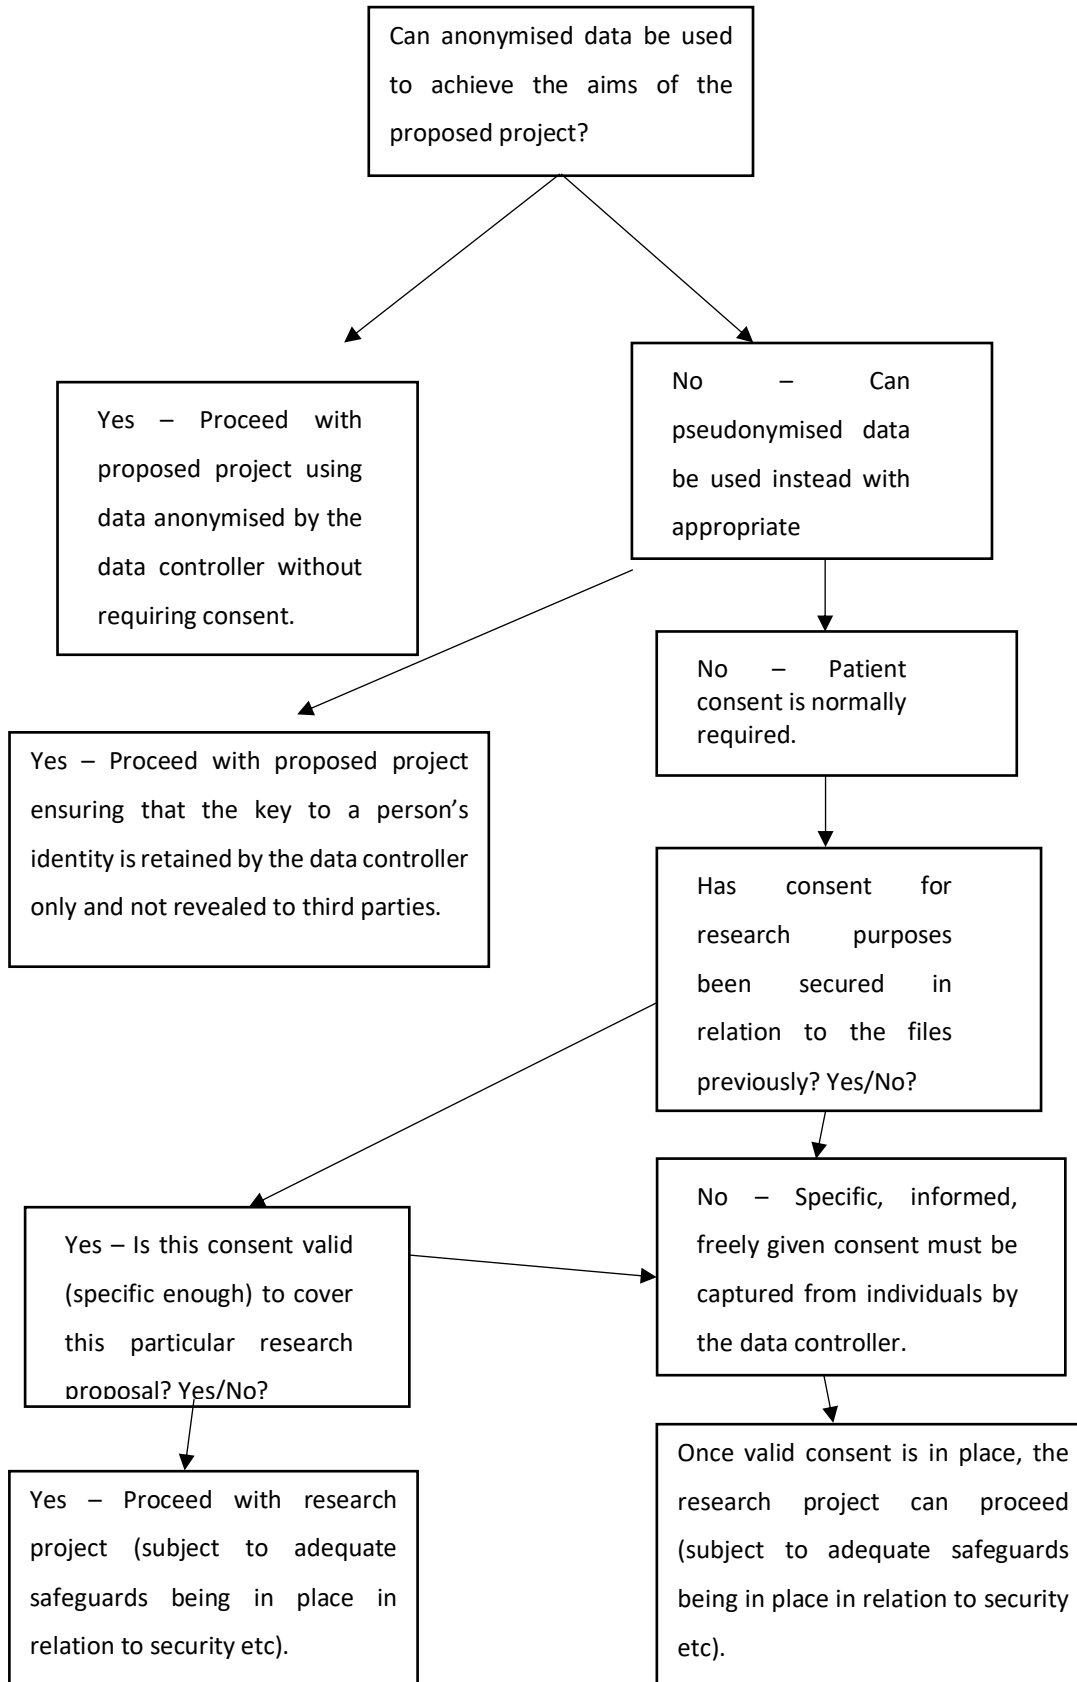 Can anonymised data be used
to achieve the aims of the
proposed project?
Yes – Proceed with
proposed project using
data anonymised by the
data controller without
requiring consent.
No – Can
pseudonymised data
be used instead with
appropriate
No – Patient
consent is normally
required.
Yes – Proceed with proposed project
ensuring that the key to a person’s
identity is retained by the data controller
only and not revealed to third parties.
Has consent for
research purposes
been secured in
relation to the files
previously? Yes/No?
Yes – Is this consent valid
(specific enough) to cover
this particular research
proposal? Yes/No?
No – Specific, informed,
freely given consent must be
captured from individuals by
the data controller.
Yes – Proceed with research
project (subject to adequate
safeguards being in place in
relation to security etc).
Once valid consent is in place, the
research project can proceed
(subject to adequate safeguards
being in place in relation to security
etc).